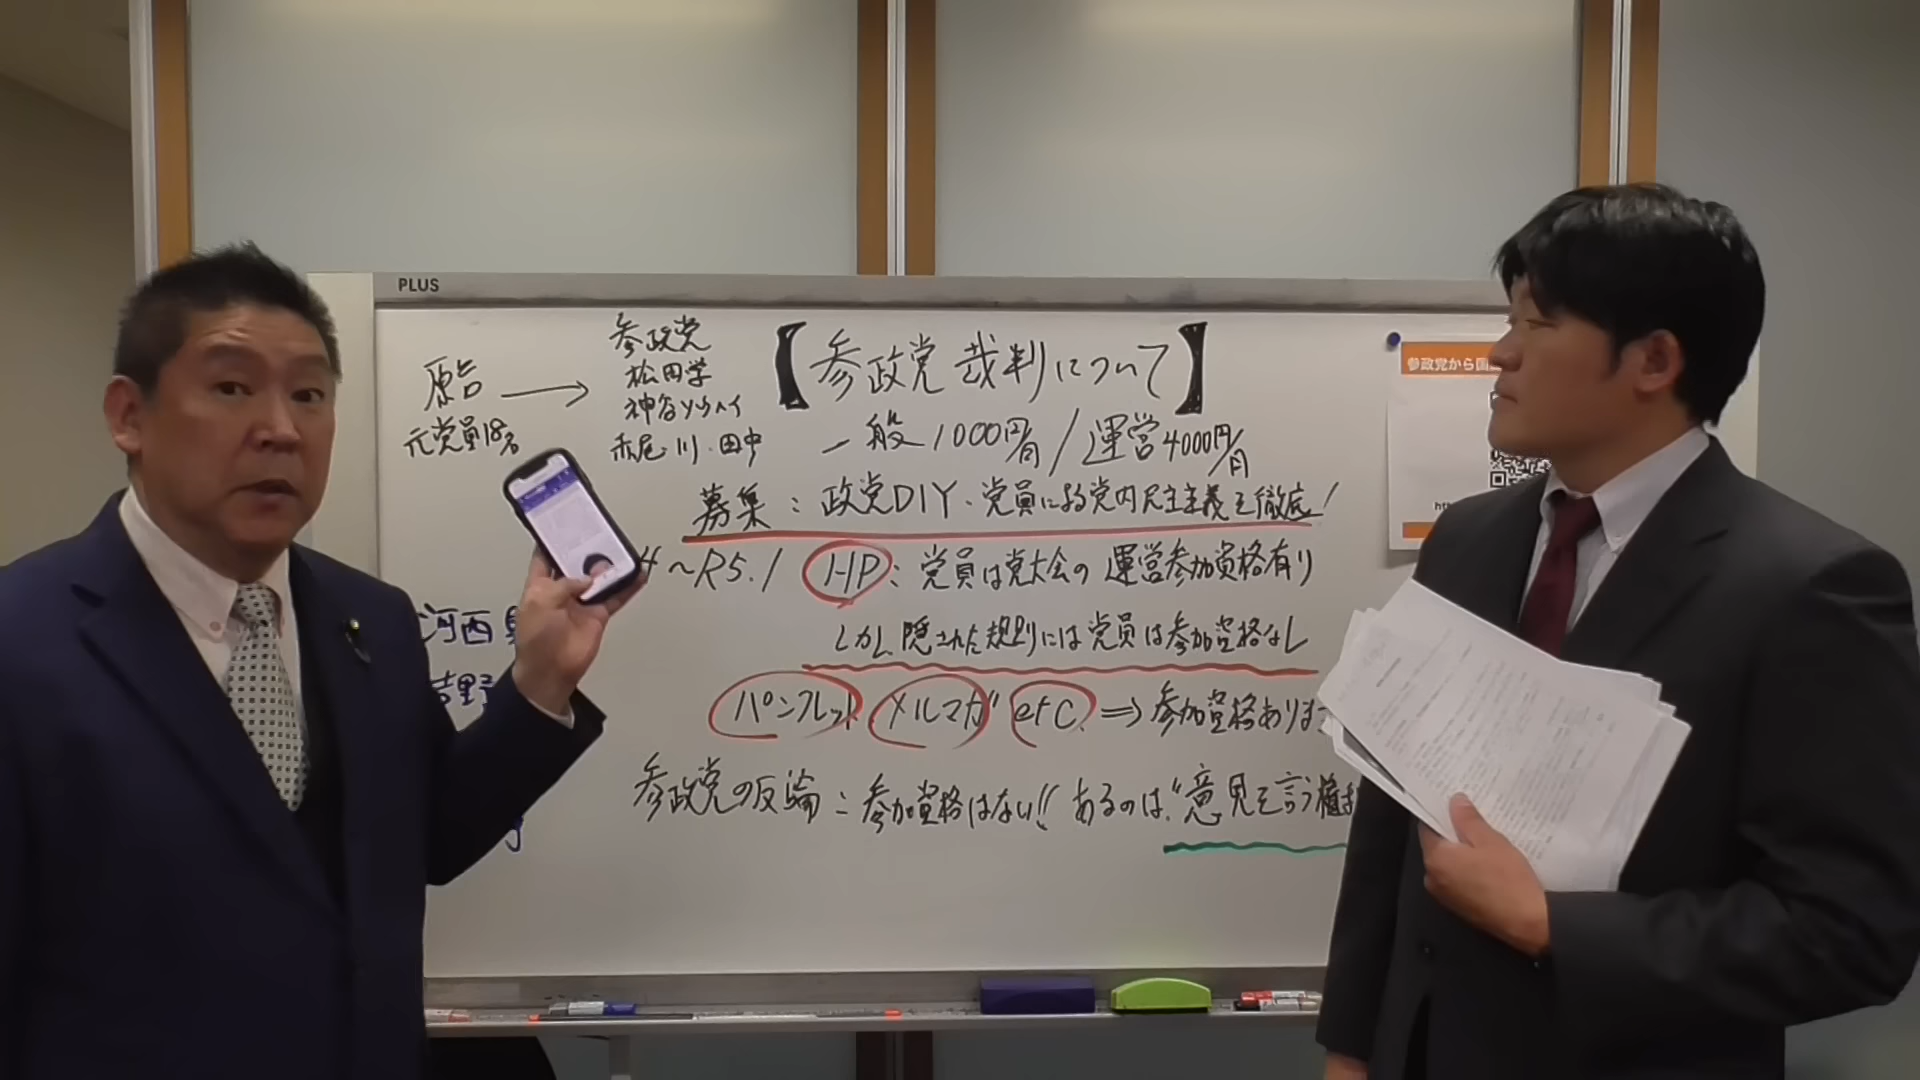 PLUS
原告
元党員18名
参政党
松田学
神谷ソウヘイ
赤尾・川・田中
【参政党 裁判について】
一般1000円/月/運営4000円/月
募集：政党DIY・党員による党内民主主義を徹底！
～R5.1 HP：党員は党大会の運営参加資格有り
しかし隠された規則には党員は参加資格なし
パンフレット メルマガ etc. ⇒ 参加資格ありま
参政党の反論：参加資格はない!! あるのは"意見を言う権
河西
吉野
参政党から国